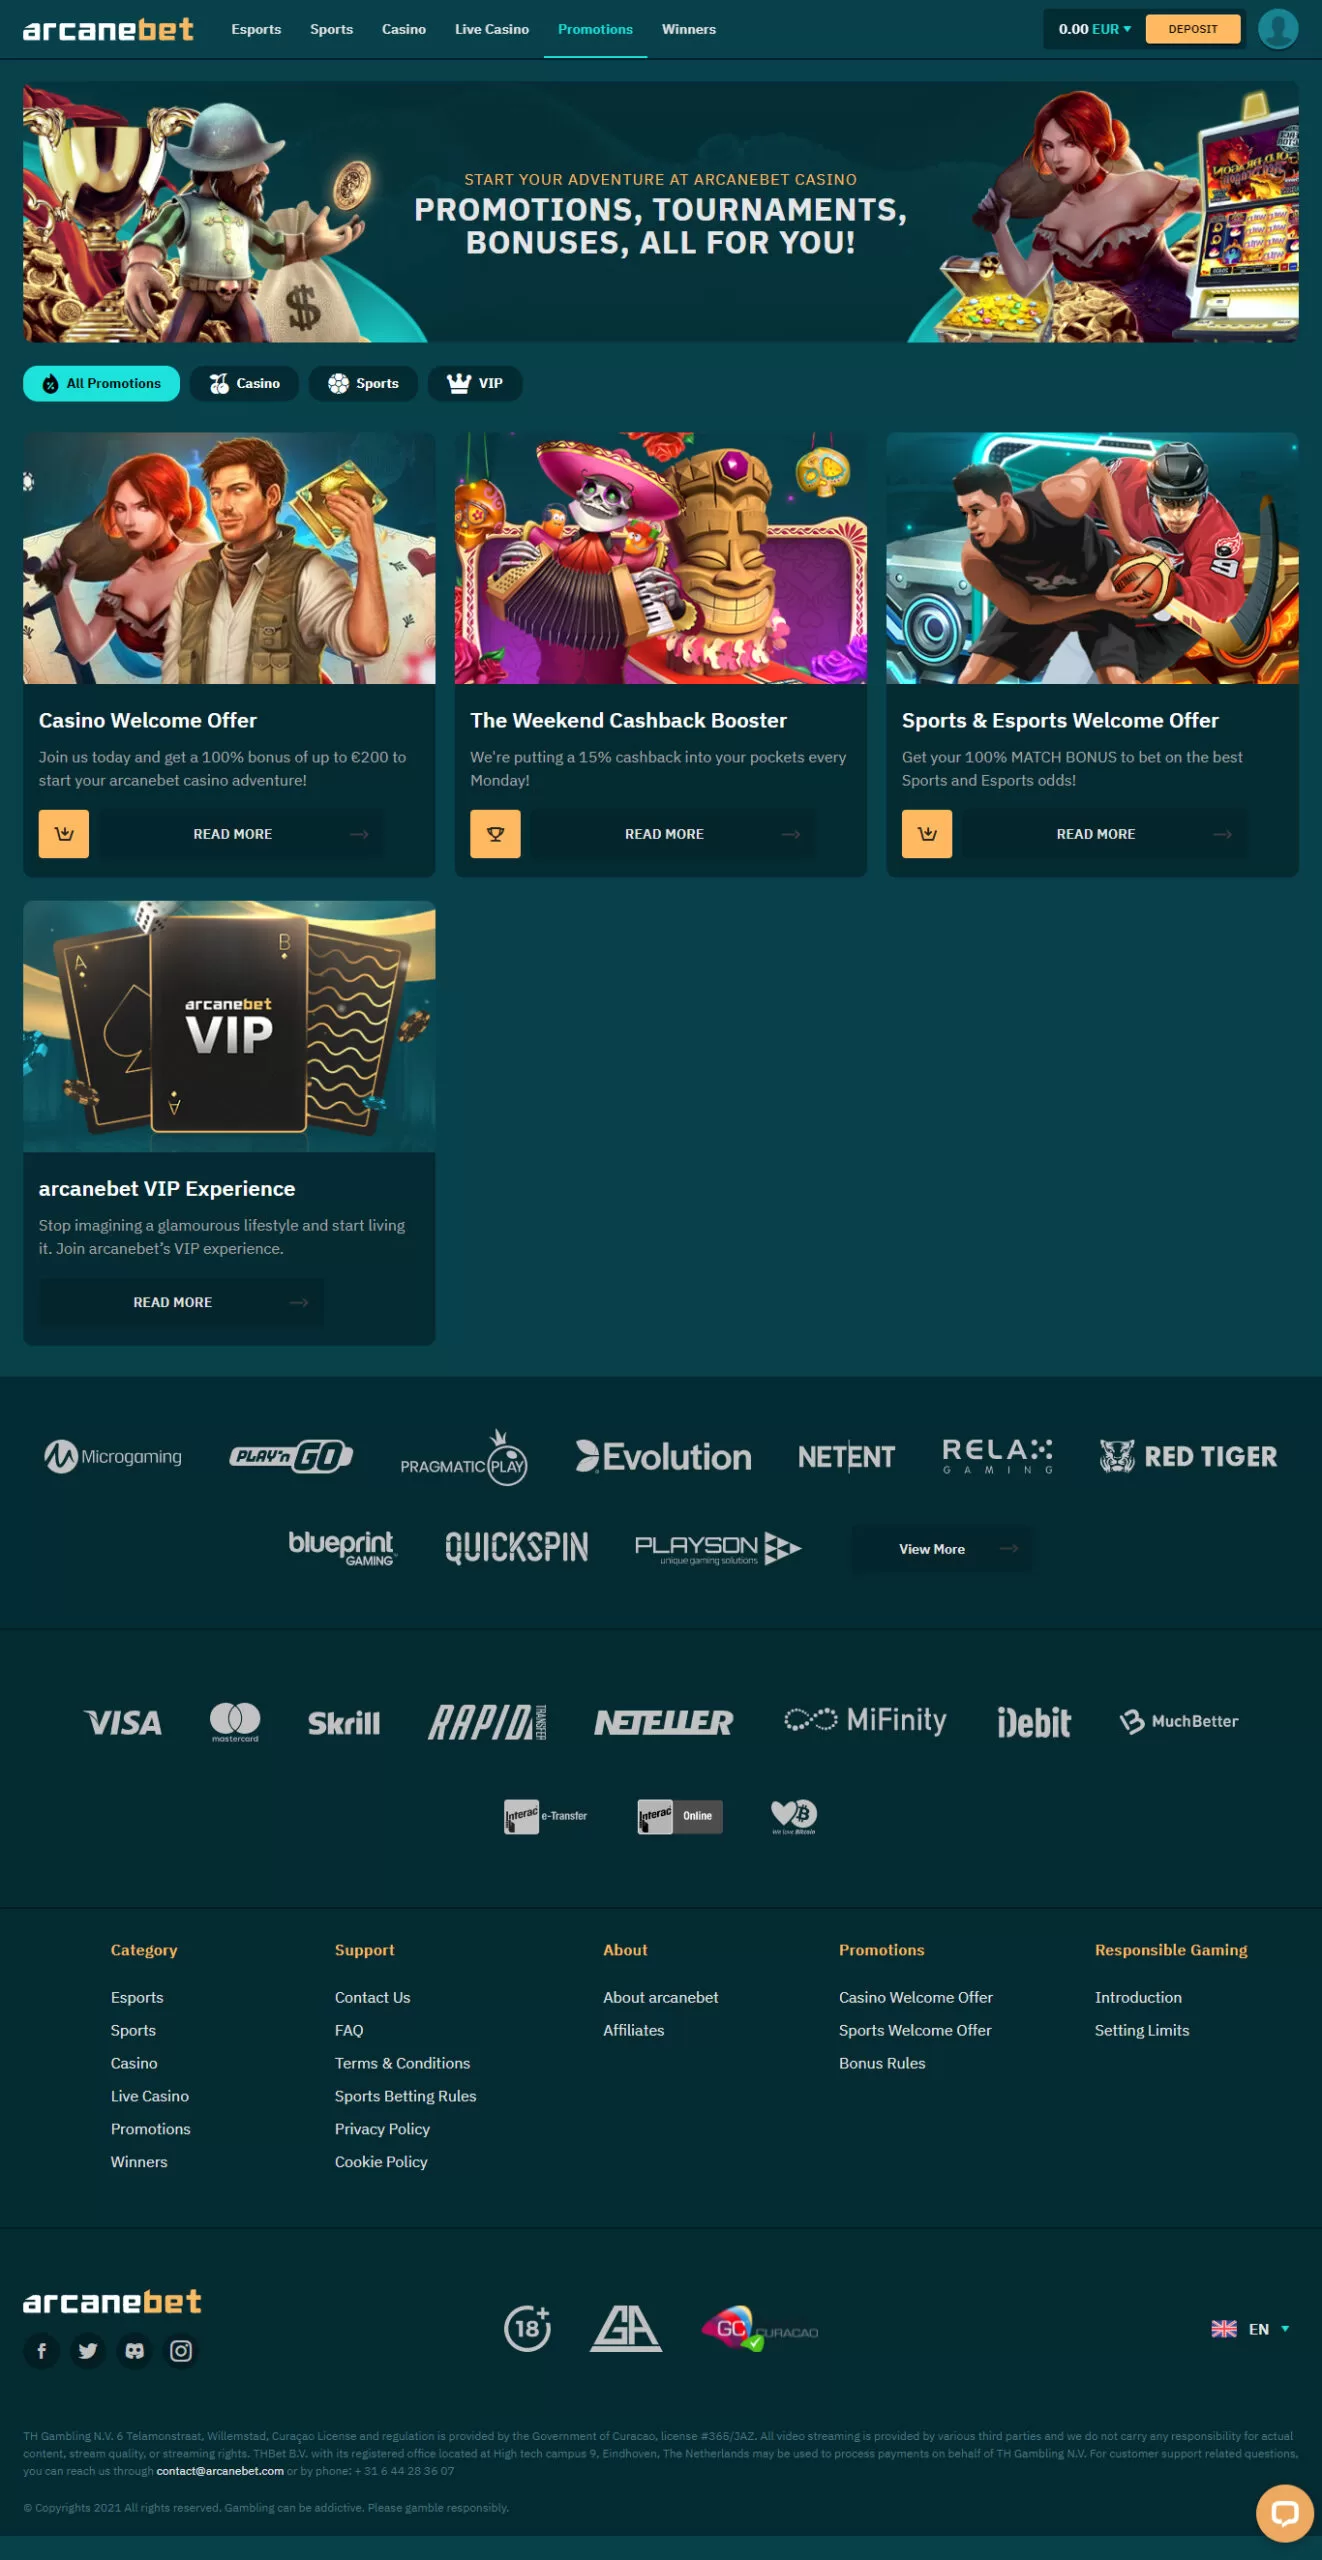 arcanebet
Esports Sports Casino Live Casino Promotions Winners
0.00 EUR DEPOSIT
START YOUR ADVENTURE AT ARCANEBET CASINO
PROMOTIONS, TOURNAMENTS,
BONUSES, ALL FOR YOU!
All Promotions Casino Sports VIP
Casino Welcome Offer
Join us today and get a 100% bonus of up to €200 to
start your arcanebet casino adventure!
READ MORE
The Weekend Cashback Booster
We're putting a 15% cashback into your pockets every
Monday!
READ MORE
Sports & Esports Welcome Offer
Get your 100% MATCH BONUS to bet on the best
Sports and Esports odds!
READ MORE
A
B
arcanebet
VIP
A
arcanebet VIP Experience
Stop imagining a glamourous lifestyle and start living
it. Join arcanebet’s VIP experience.
READ MORE
Microgaming PLAY'n GO PRAGMATIC PLAY Evolution NETENT RELAX GAMING RED TIGER
blueprint GAMING QUICKSPIN PLAYSON unique gaming solutions View More
VISA mastercard Skrill RAPID TRANSFER NETELLER MiFinity iDebit MuchBetter
Interac e-Transfer Interac Online We love Bitcoin
Category
Esports
Sports
Casino
Live Casino
Promotions
Winners
Support
Contact Us
FAQ
Terms & Conditions
Sports Betting Rules
Privacy Policy
Cookie Policy
About
About arcanebet
Affiliates
Promotions
Casino Welcome Offer
Sports Welcome Offer
Bonus Rules
Responsible Gaming
Introduction
Setting Limits
arcanebet
18+ GA GC CURACAO
EN
TH Gambling N.V. 6 Telamonstraat, Willemstad, Curaçao License and regulation is provided by the Government of Curacao, license #365/JAZ. All video streaming is provided by various third parties and we do not carry any responsibility for actual
content, stream quality, or streaming rights. THBet B.V. with its registered office located at High tech campus 9, Eindhoven, The Netherlands may be used to process payments on behalf of TH Gambling N.V. For customer support related questions,
you can reach us through contact@arcanebet.com or by phone: + 31 6 44 28 36 07
© Copyrights 2021 All rights reserved. Gambling can be addictive. Please gamble responsibly.